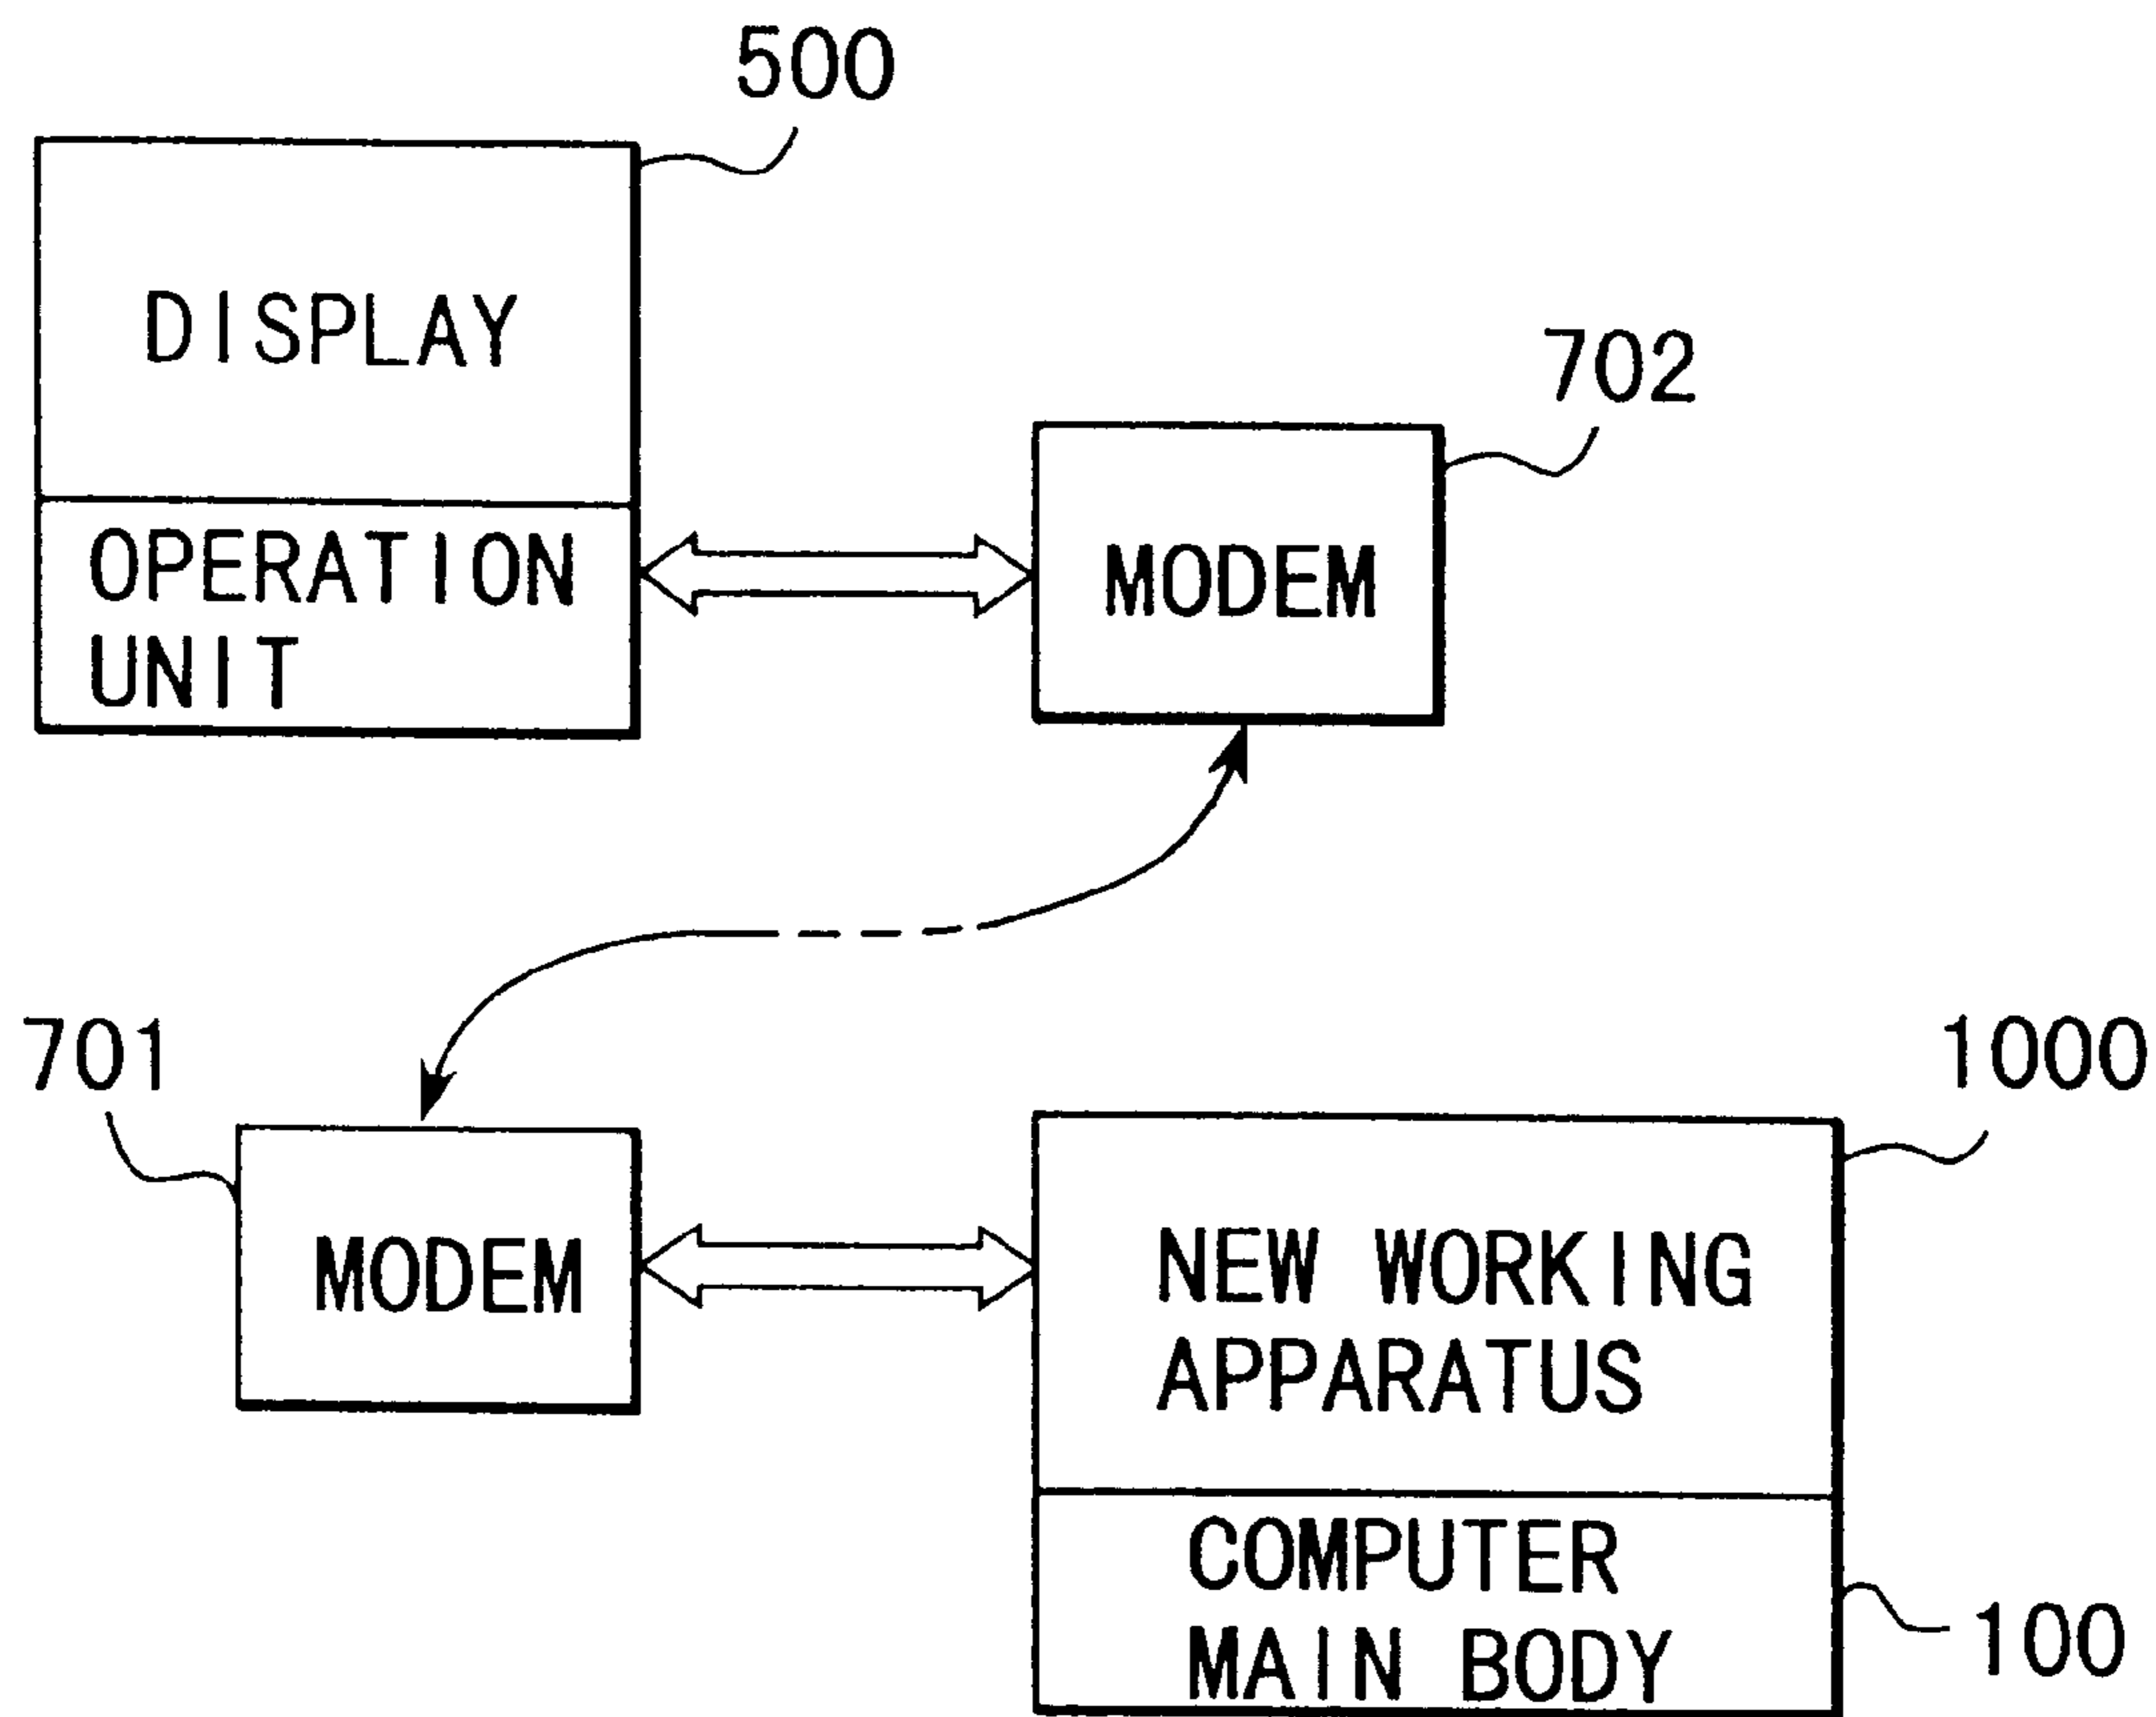 500
DISPLAY
OPERATION
UNIT
702
MODEM
701
MODEM
1000
NEW WORKING
APPARATUS
COMPUTER
MAIN BODY
100